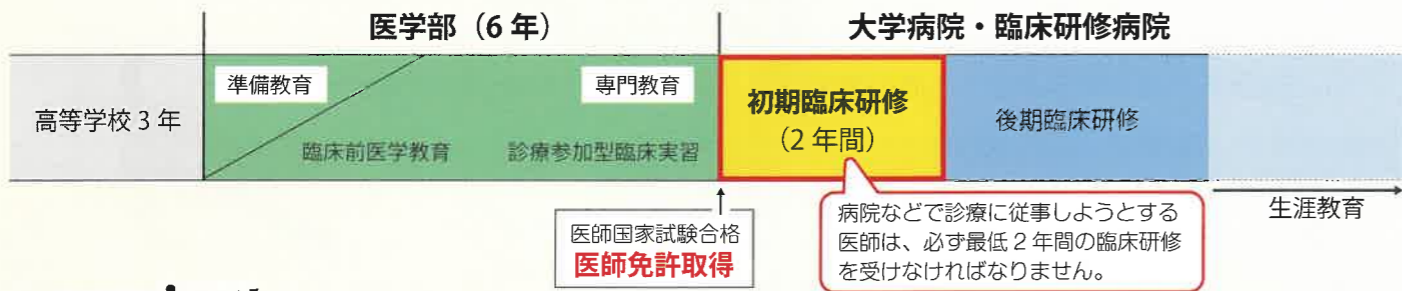 医学部（6 年）
大学病院・臨床研修病院
高等学校 3 年
準備教育
専門教育
臨床前医学教育
診療参加型臨床実習
初期臨床研修
（2 年間）
後期臨床研修
医師国家試験合格
医師免許取得
病院などで診療に従事しようとする
医師は、必ず最低 2 年間の臨床研修
を受けなければなりません。
生涯教育